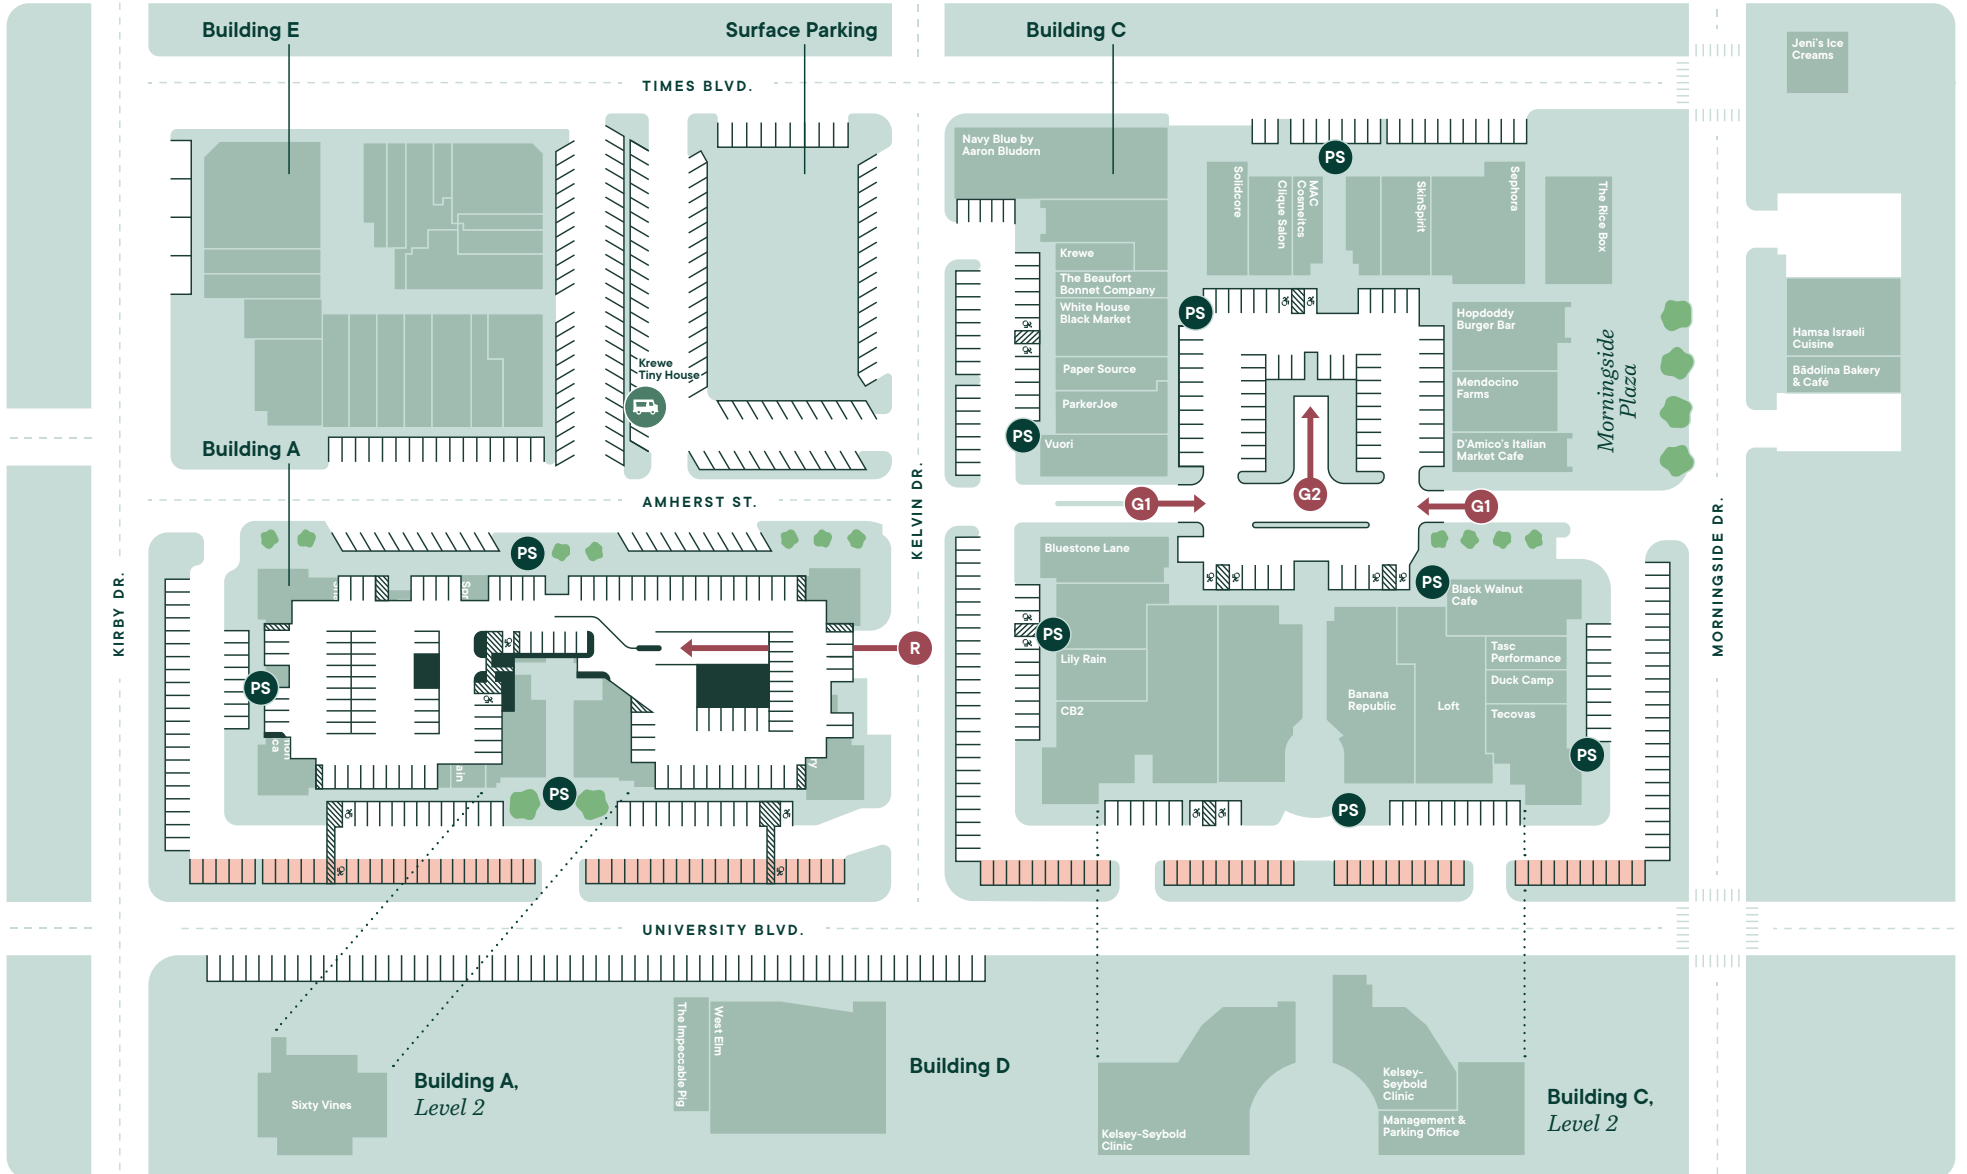 Building E
Surface Parking
Building C
Jeni's Ice
Creams
TIMES BLVD.
Navy Blue by
Aaron Bludorn
PS
Solidcore
Clique Salon
MAC
Cosmeitcs
SkinSpirit
Sephora
The Rice Box
Krewe
The Beaufort
Bonnet Company
White House
Black Market
PS
Hopdoddy
Burger Bar
Morningside
Plaza
Hamsa Israeli
Cuisine
Bādolina Bakery
& Café
Krewe
Tiny House
Paper Source
Mendocino
Farms
ParkerJoe
PS
Vuori
D'Amico's Italian
Market Cafe
Building A
AMHERST ST.
KELVIN DR.
G1
G2
G1
MORNINGSIDE DR.
KIRBY DR.
PS
Bluestone Lane
PS
Black Walnut
Cafe
PS
R
Lily Rain
Tasc
Performance
Duck Camp
PS
CB2
Banana
Republic
Loft
Tecovas
ca
ain
PS
PS
PS
UNIVERSITY BLVD.
The Impeccable Pig
West Elm
Building D
Building A,
Level 2
Sixty Vines
Kelsey-
Seybold
Clinic
Management &
Parking Office
Kelsey-Seybold
Clinic
Building C,
Level 2